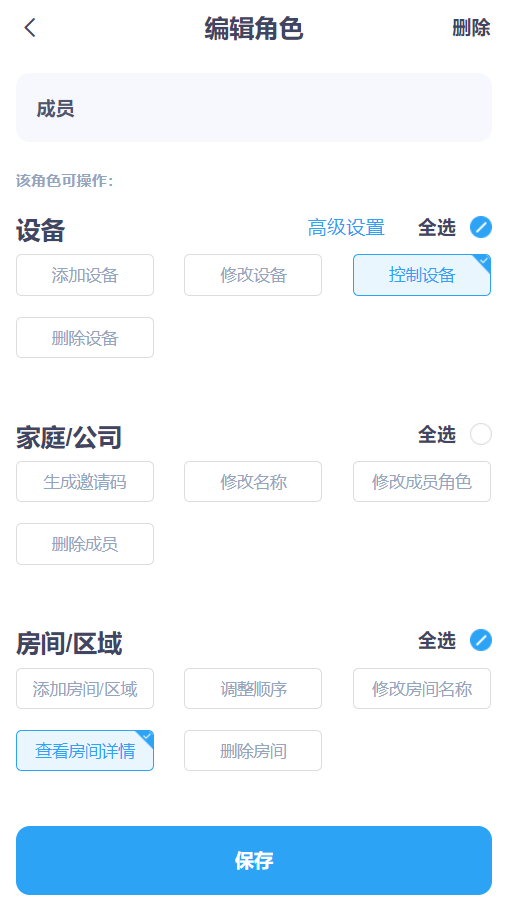 编辑角色 删除
成员
该角色可操作：
设备 高级设置 全选
添加设备 修改设备 控制设备
删除设备
家庭/公司 全选
生成邀请码 修改名称 修改成员角色
删除成员
房间/区域 全选
添加房间/区域 调整顺序 修改房间名称
查看房间详情 删除房间
保存